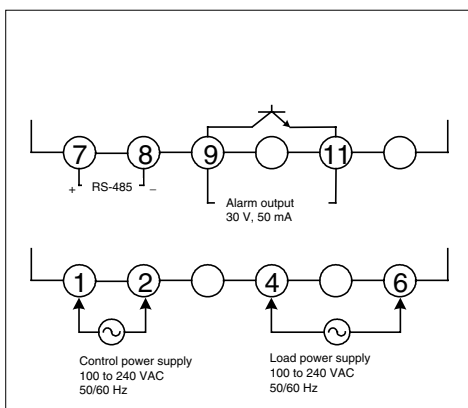 7 8 9 11
+ RS-485 –
Alarm output
30 V, 50 mA
1 2 4 6
Control power supply
100 to 240 VAC
50/60 Hz
Load power supply
100 to 240 VAC
50/60 Hz